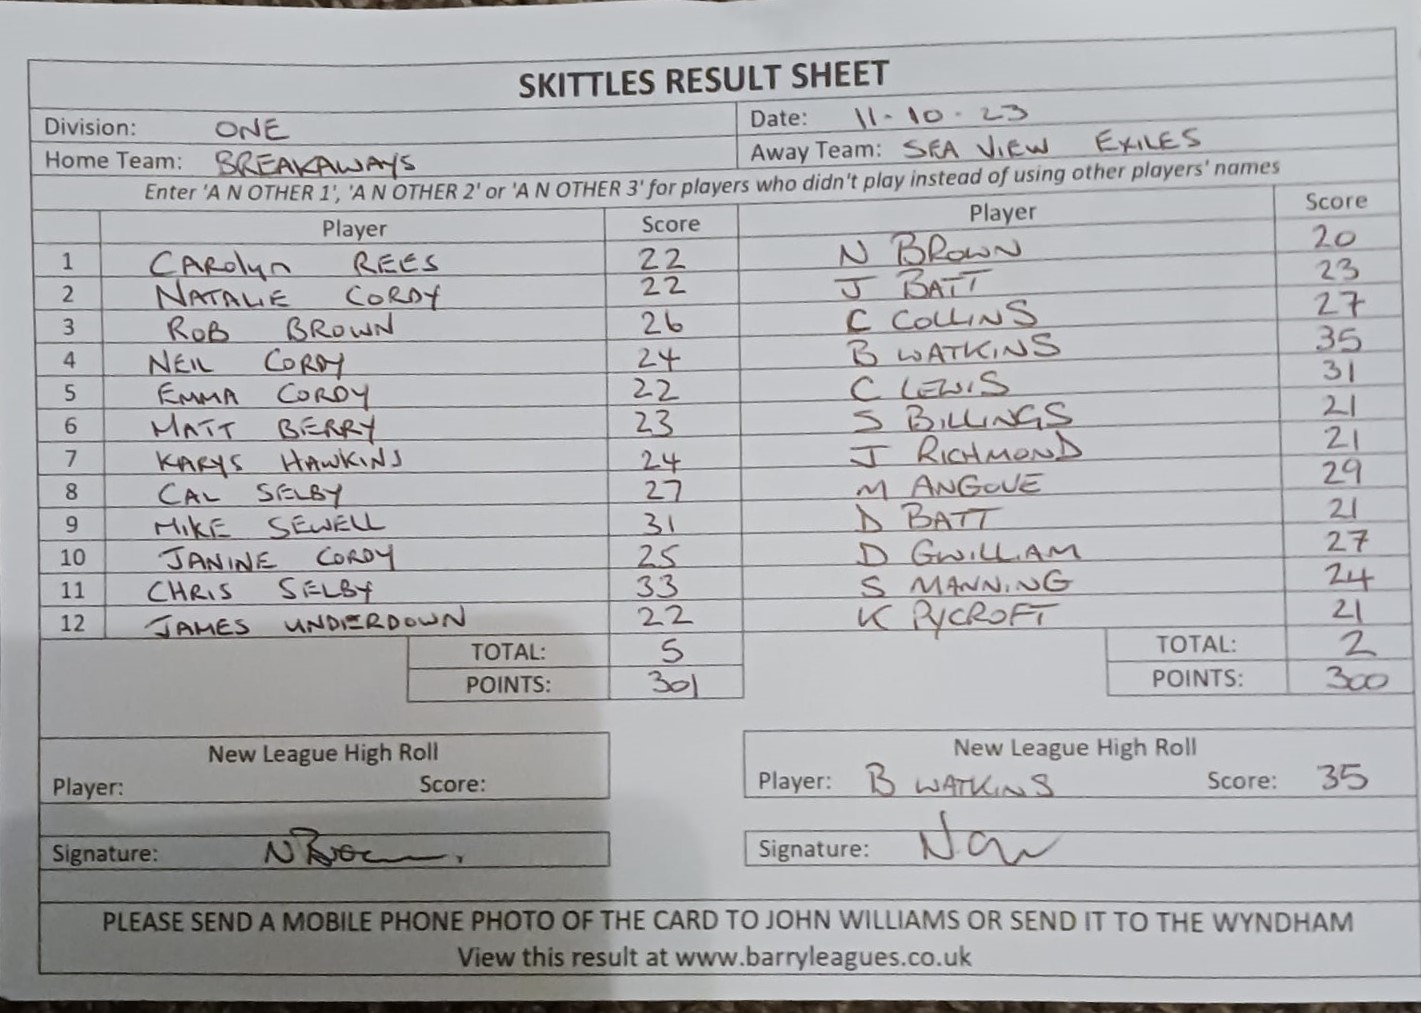 SKITTLES RESULT SHEET
Division: ONE Date: 11-10-23
Home Team: BREAKAWAYS Away Team: SEA VIEW EXILES
Enter 'A N OTHER 1', 'A N OTHER 2' or 'A N OTHER 3' for players who didn't play instead of using other players' names
Player Score Player Score
1 CAROlyn REES 22 N BROWN 20
2 NATALIE CORDY 22 J BATT 23
3 ROB BROWN 26 C COLLINS 27
4 NEIL CORDY 24 B WATKINS 35
5 EMMA CORDY 22 C LEWIS 31
6 MATT BERRY 23 S BILLINGS 21
7 KARYS HAWKINS 24 J RICHMOND 21
8 CAL SELBY 27 M ANGOVE 29
9 MIKE SEWELL 31 D BATT 21
10 JANINE CORDY 25 D GWILLIAM 27
11 CHRIS SELBY 33 S MANNING 24
12 JAMES UNDERDOWN 22 K PYCROFT 21
TOTAL: 5 TOTAL: 2
POINTS: 301 POINTS: 300
New League High Roll New League High Roll
Player: Score: Player: B WATKINS Score: 35
Signature: N Brown Signature:
PLEASE SEND A MOBILE PHONE PHOTO OF THE CARD TO JOHN WILLIAMS OR SEND IT TO THE WYNDHAM
View this result at www.barryleagues.co.uk